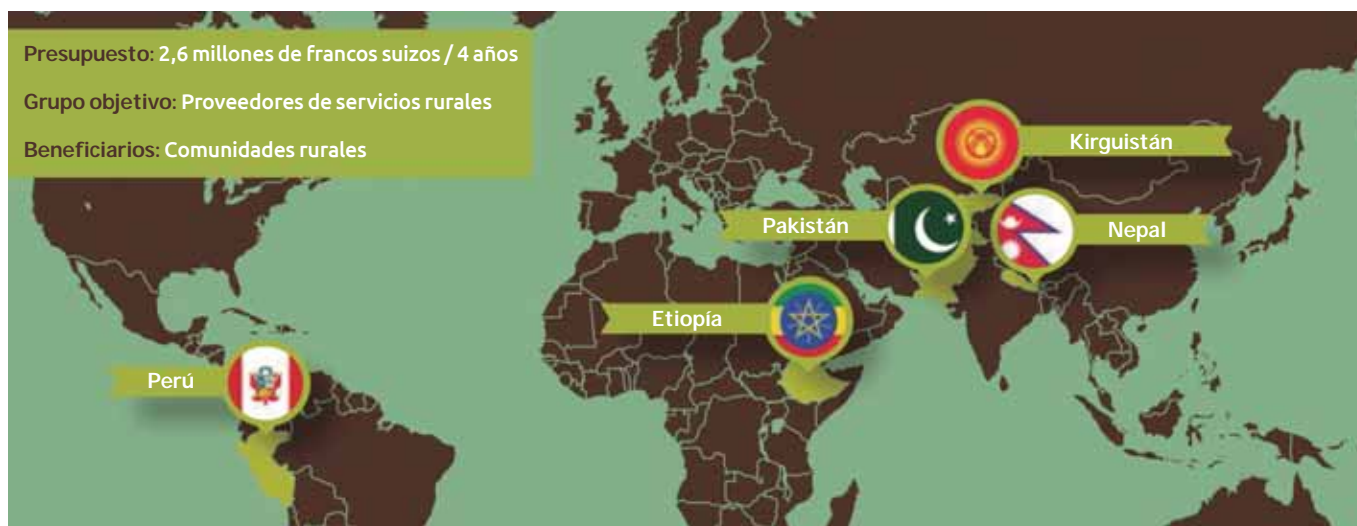 Presupuesto: 2,6 millones de francos suizos / 4 años
Grupo objetivo: Proveedores de servicios rurales
Beneficiarios: Comunidades rurales
Kirguistán
Pakistán
Nepal
Etiopía
Perú